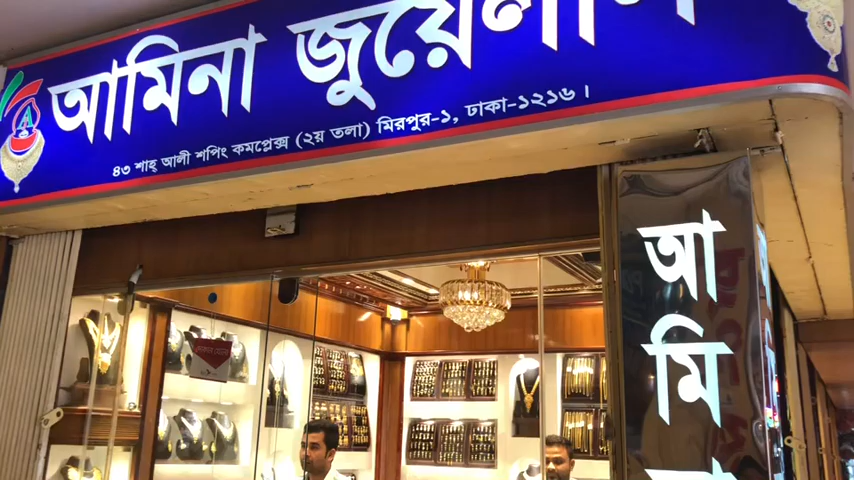 আমিনা জুয়েলার্স
৪৩ শাহ্ আলী শপিং কমপ্লেক্স (২য় তলা) মিরপুর-১, ঢাকা-১২১৬।
আ
মি